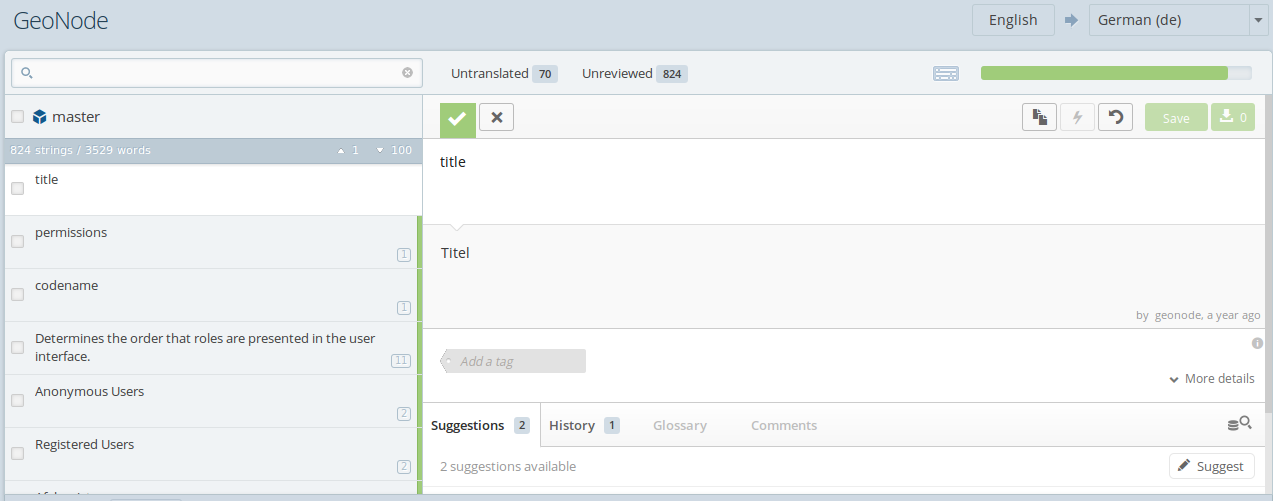 GeoNode
English
German (de)
Untranslated 70
Unreviewed 824
master
824 strings / 3529 words
1
100
title
permissions
1
codename
1
Determines the order that roles are presented in the user
interface.
11
Anonymous Users
2
Registered Users
2
Save
0
title
Titel
by geonode, a year ago
Add a tag
More details
Suggestions 2
History 1
Glossary
Comments
2 suggestions available
Suggest